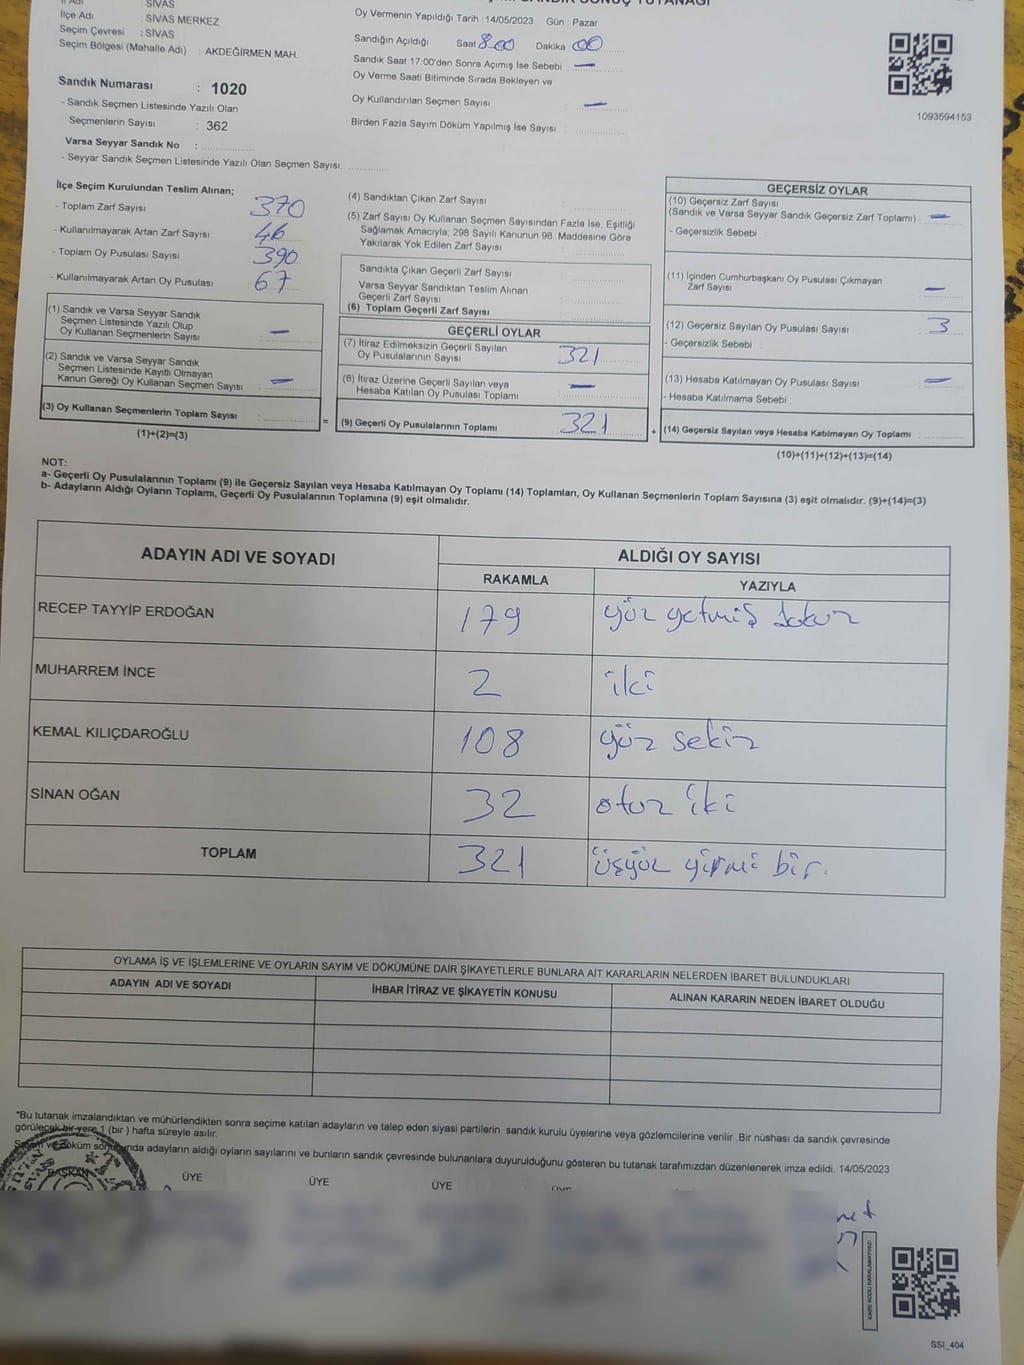 SİVAS
İlçe Adı : SİVAS MERKEZ
Seçim Çevresi : SİVAS
Seçim Bölgesi (Mahalle Adı) : AKDEĞİRMEN MAH.
Sandık Numarası : 1020
- Sandık Seçmen Listesinde Yazılı Olan
Seçmenlerin Sayısı : 362
Varsa Seyyar Sandık No :
- Seyyar Sandık Seçmen Listesinde Yazılı Olan Seçmen Sayısı:
Oy Vermenin Yapıldığı Tarih : 14/05/2023 Gün : Pazar
Sandığın Açıldığı Saat 8.00 Dakika : 00
Sandık Saat 17:00'den Sonra Açılmış İse Sebebi : —
Oy Verme Saati Bitiminde Sırada Bekleyen ve
Oy Kullandırılan Seçmen Sayısı : —
Birden Fazla Sayım Döküm Yapılmış İse Sayısı :
1093594153
İlçe Seçim Kurulundan Teslim Alınan;
- Toplam Zarf Sayısı 370
- Kullanılmayarak Artan Zarf Sayısı : 46
- Toplam Oy Pusulası Sayısı : 390
- Kullanılmayarak Artan Oy Pusulası : 67
(1) Sandık ve Varsa Seyyar Sandık
Seçmen Listesinde Yazılı Olup
Oy Kullanan Seçmenlerin Sayısı : —
(2) Sandık ve Varsa Seyyar Sandık
Seçmen Listesinde Kayıtlı Olmayan
Kanun Gereği Oy Kullanan Seçmen Sayısı : —
(3) Oy Kullanan Seçmenlerin Toplam Sayısı : =
(1)+(2)=(3)
(4) Sandıktan Çıkan Zarf Sayısı :
(5) Zarf Sayısı Oy Kullanan Seçmen Sayısından Fazla İse, Eşitliği
Sağlamak Amacıyla; 298 Sayılı Kanunun 98. Maddesine Göre
Yakılarak Yok Edilen Zarf Sayısı :
Sandıkta Çıkan Geçerli Zarf Sayısı :
Varsa Seyyar Sandıktan Teslim Alınan
Geçerli Zarf Sayısı :
(6) Toplam Geçerli Zarf Sayısı :
GEÇERLİ OYLAR
(7) İtiraz Edilmeksizin Geçerli Sayılan
Oy Pusulalarının Sayısı : 321
(8) İtiraz Üzerine Geçerli Sayılan veya
Hesaba Katılan Oy Pusulaları Toplamı : —
(9) Geçerli Oy Pusulalarının Toplamı : 321 +
GEÇERSİZ OYLAR
(10) Geçersiz Zarf Sayısı
(Sandık ve Varsa Seyyar Sandık Geçersiz Zarf Toplamı) : —
- Geçersizlik Sebebi :
(11) İçinden Cumhurbaşkanı Oy Pusulası Çıkmayan
Zarf Sayısı : —
(12) Geçersiz Sayılan Oy Pusulası Sayısı : 3
- Geçersizlik Sebebi :
(13) Hesaba Katılmayan Oy Pusulası Sayısı : —
- Hesaba Katılmama Sebebi :
(14) Geçersiz Sayılan veya Hesaba Katılmayan Oy Toplamı :
(10)+(11)+(12)+(13)=(14)
NOT:
a- Geçerli Oy Pusulalarının Toplamı (9) ile Geçersiz Sayılan veya Hesaba Katılmayan Oy Toplamı (14) Toplamları, Oy Kullanan Seçmenlerin Toplam Sayısına (3) eşit olmalıdır. (9)+(14)=(3)
b- Adayların Aldığı Oyların Toplamı, Geçerli Oy Pusulalarının Toplamına (9) eşit olmalıdır.
ADAYIN ADI VE SOYADI ALDIĞI OY SAYISI
RAKAMLA YAZIYLA
RECEP TAYYİP ERDOĞAN 179 yüz yetmiş dokuz
MUHARREM İNCE 2 iki
KEMAL KILIÇDAROĞLU 108 yüz sekiz
SİNAN OĞAN 32 otuz iki
TOPLAM 321 üçyüz yirmi bir.
OYLAMA İŞ VE İŞLEMLERİNE VE OYLARIN SAYIM VE DÖKÜMÜNE DAİR ŞİKAYETLERLE BUNLARA AİT KARARLARIN NELERDEN İBARET BULUNDUKLARI
ADAYIN ADI VE SOYADI İHBAR İTİRAZ VE ŞİKAYETİN KONUSU ALINAN KARARIN NEDEN İBARET OLDUĞU
*Bu tutanak imzalandıktan ve mühürlendikten sonra seçime katılan adayların ve talep eden siyasi partilerin sandık kurulu üyelerine veya gözlemcilerine verilir. Bir nüshası da sandık çevresinde
görülecek bir yere 1 (bir ) hafta süreyle asılır.
ve döküm sonucunda adayların aldığı oyların sayılarını ve bunların sandık çevresinde bulunanlara duyurulduğunu gösteren bu tutanak tarafımızdan düzenlenerek imza edildi. 14/05/2023
BAŞKAN ÜYE ÜYE ÜYE
SSI_404